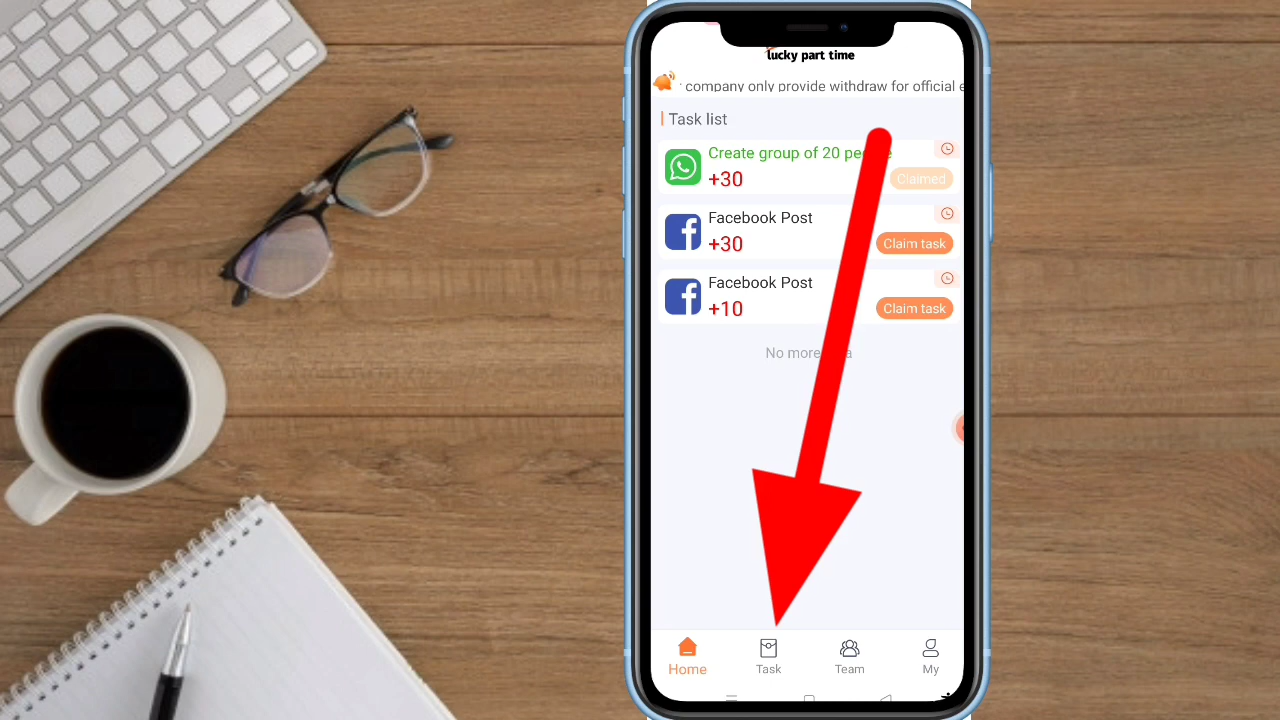 lucky part time
company only provide withdraw for official
Task list
Create group of 20
+30
Claimed
Facebook Post
+30
Claim task
Facebook Post
+10
Claim task
No more
Home
Task
Team
My